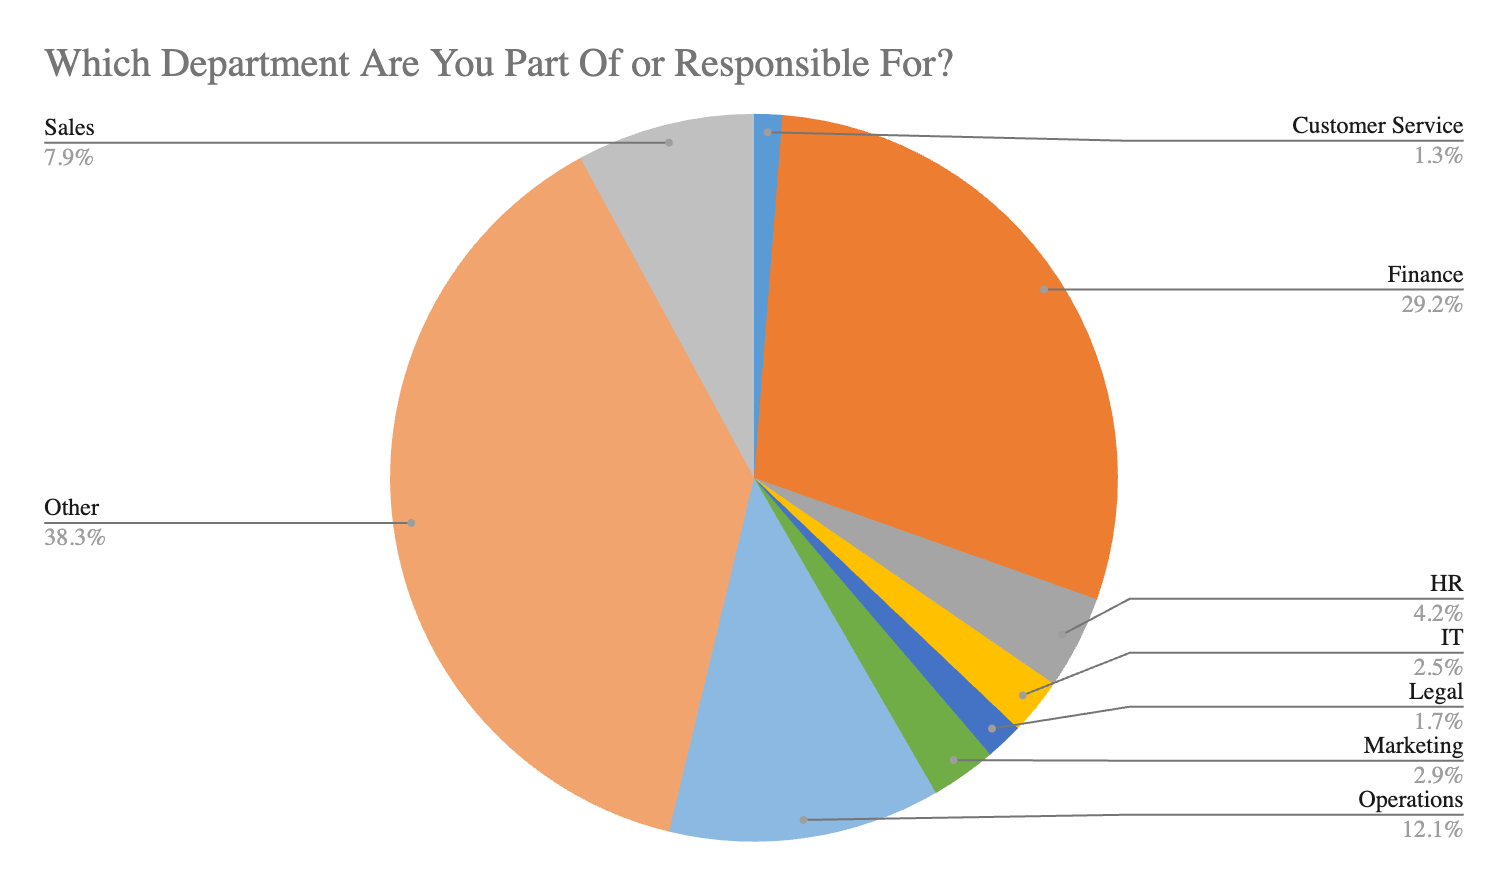 Which Department Are You Part Of or Responsible For?
Sales
7.9%
Customer Service
1.3%
Finance
29.2%
Other
38.3%
HR
4.2%
IT
2.5%
Legal
1.7%
Marketing
2.9%
Operations
12.1%